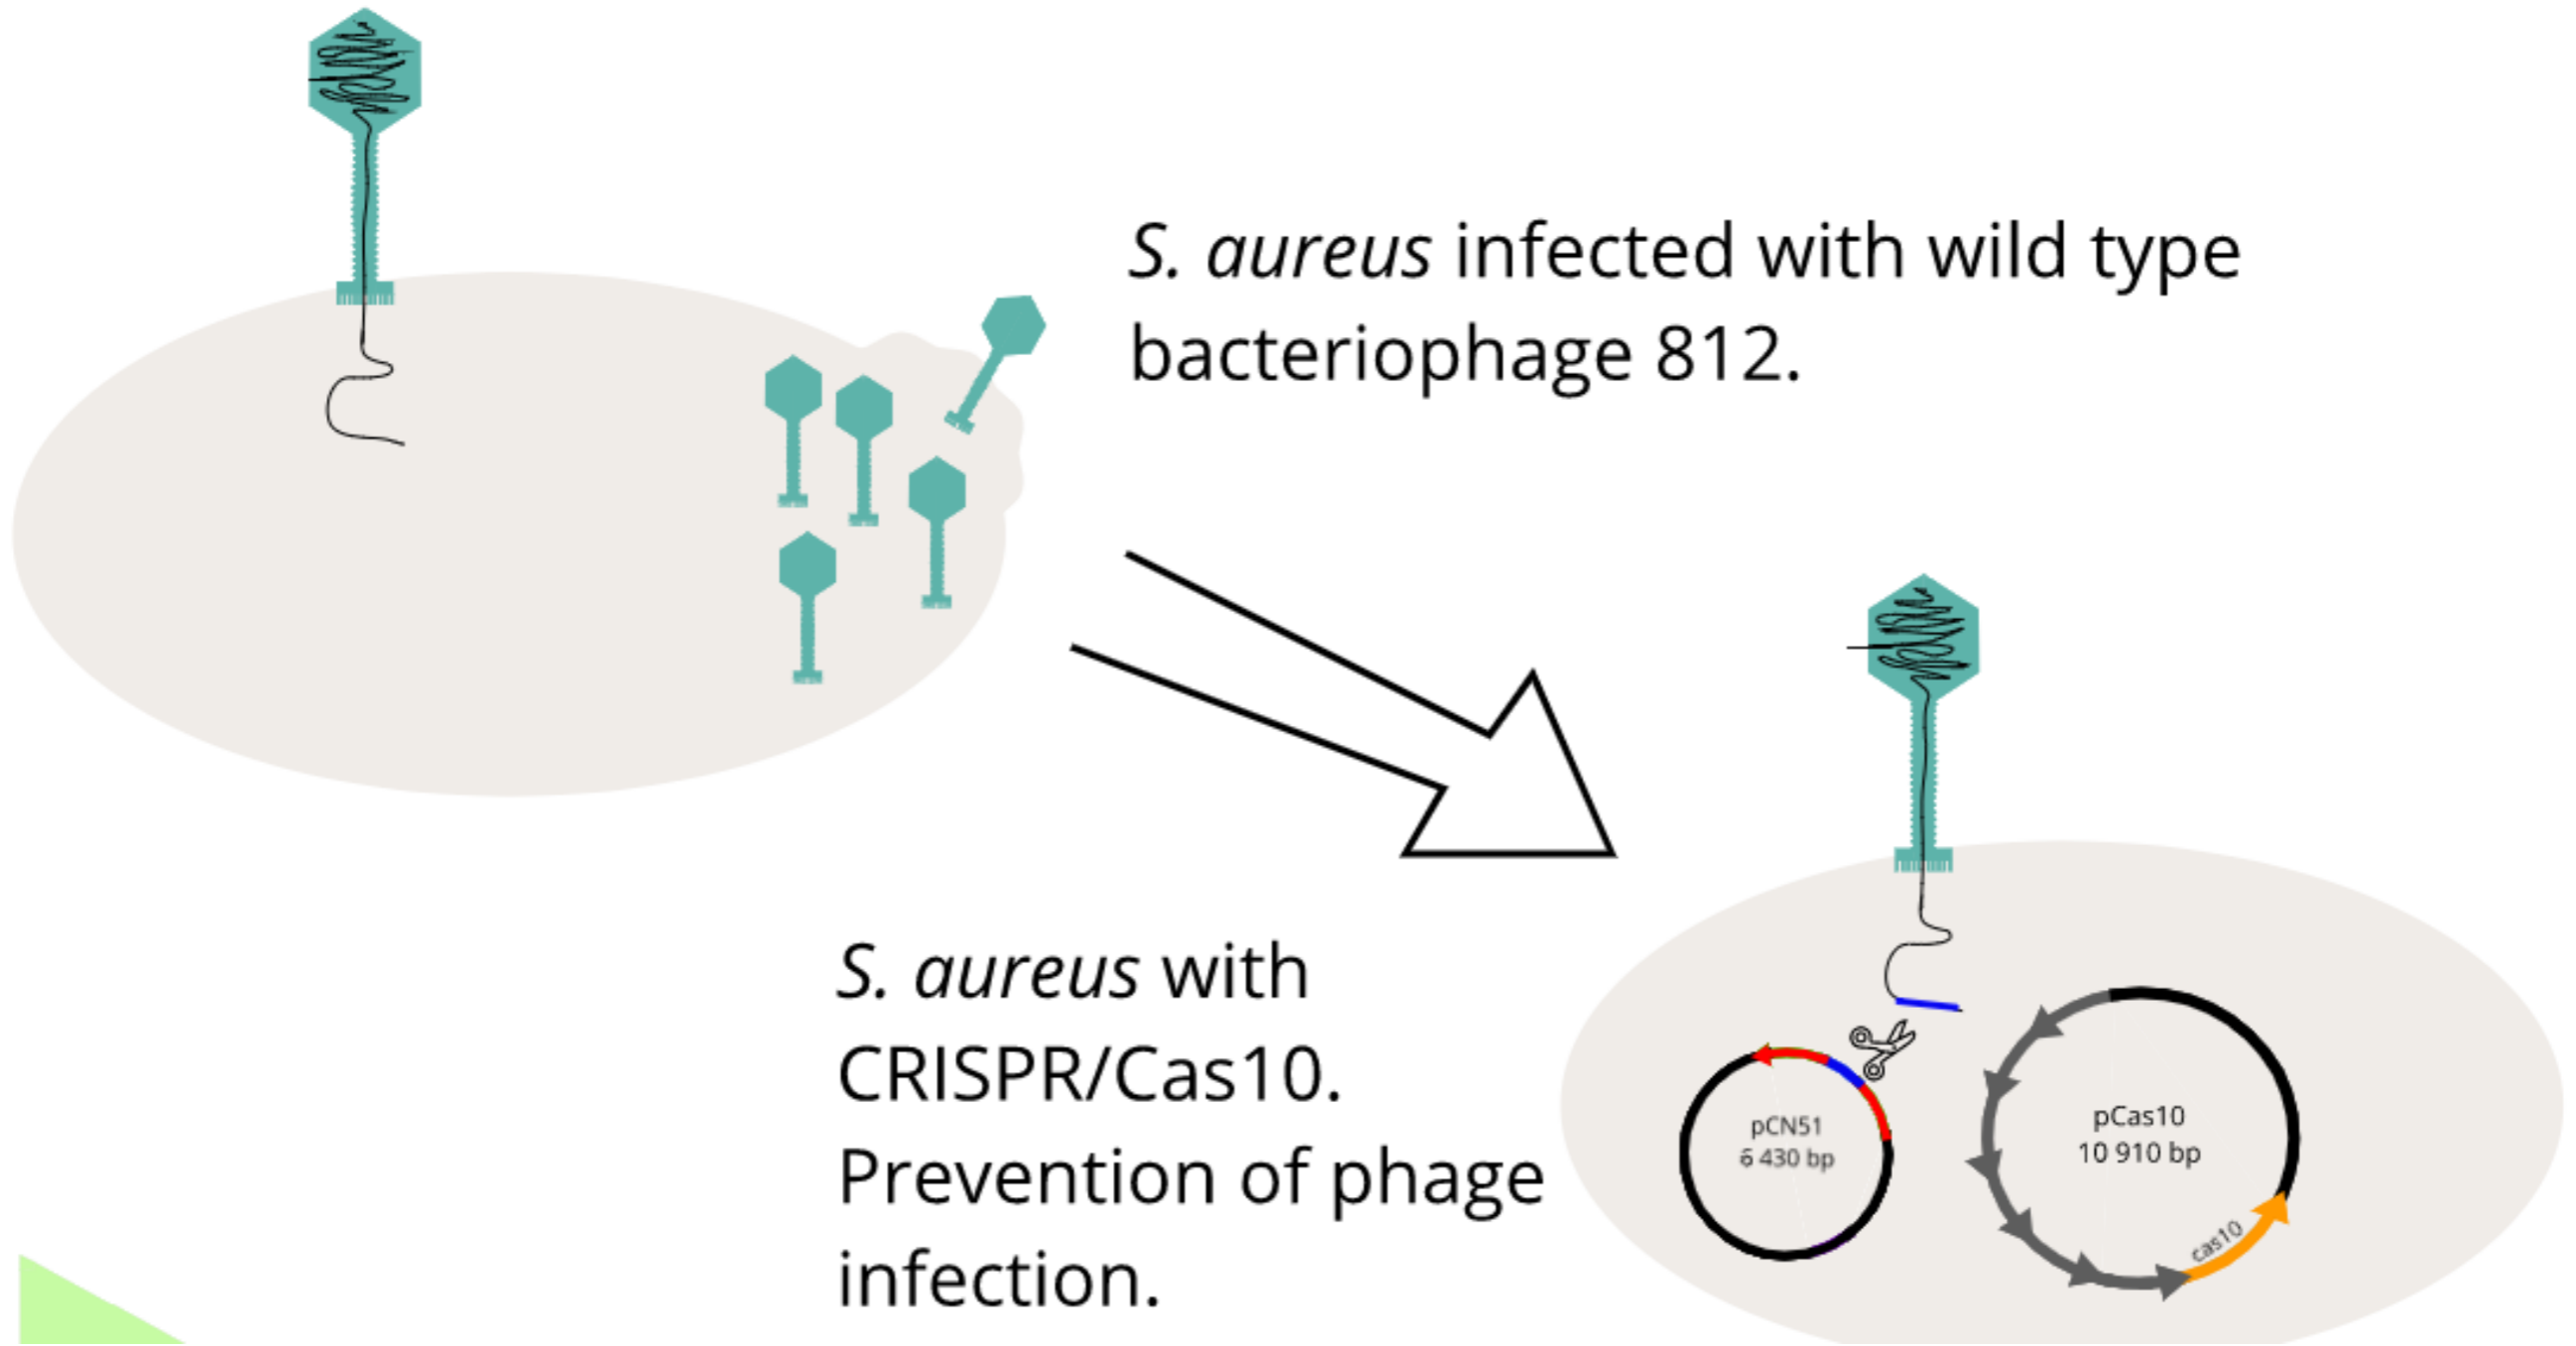 S. aureus infected with wild type
bacteriophage 812.
S. aureus with
CRISPR/Cas10.
Prevention of phage
infection.
pCN51
6 430 bp
pCas10
10 910 bp
cas10